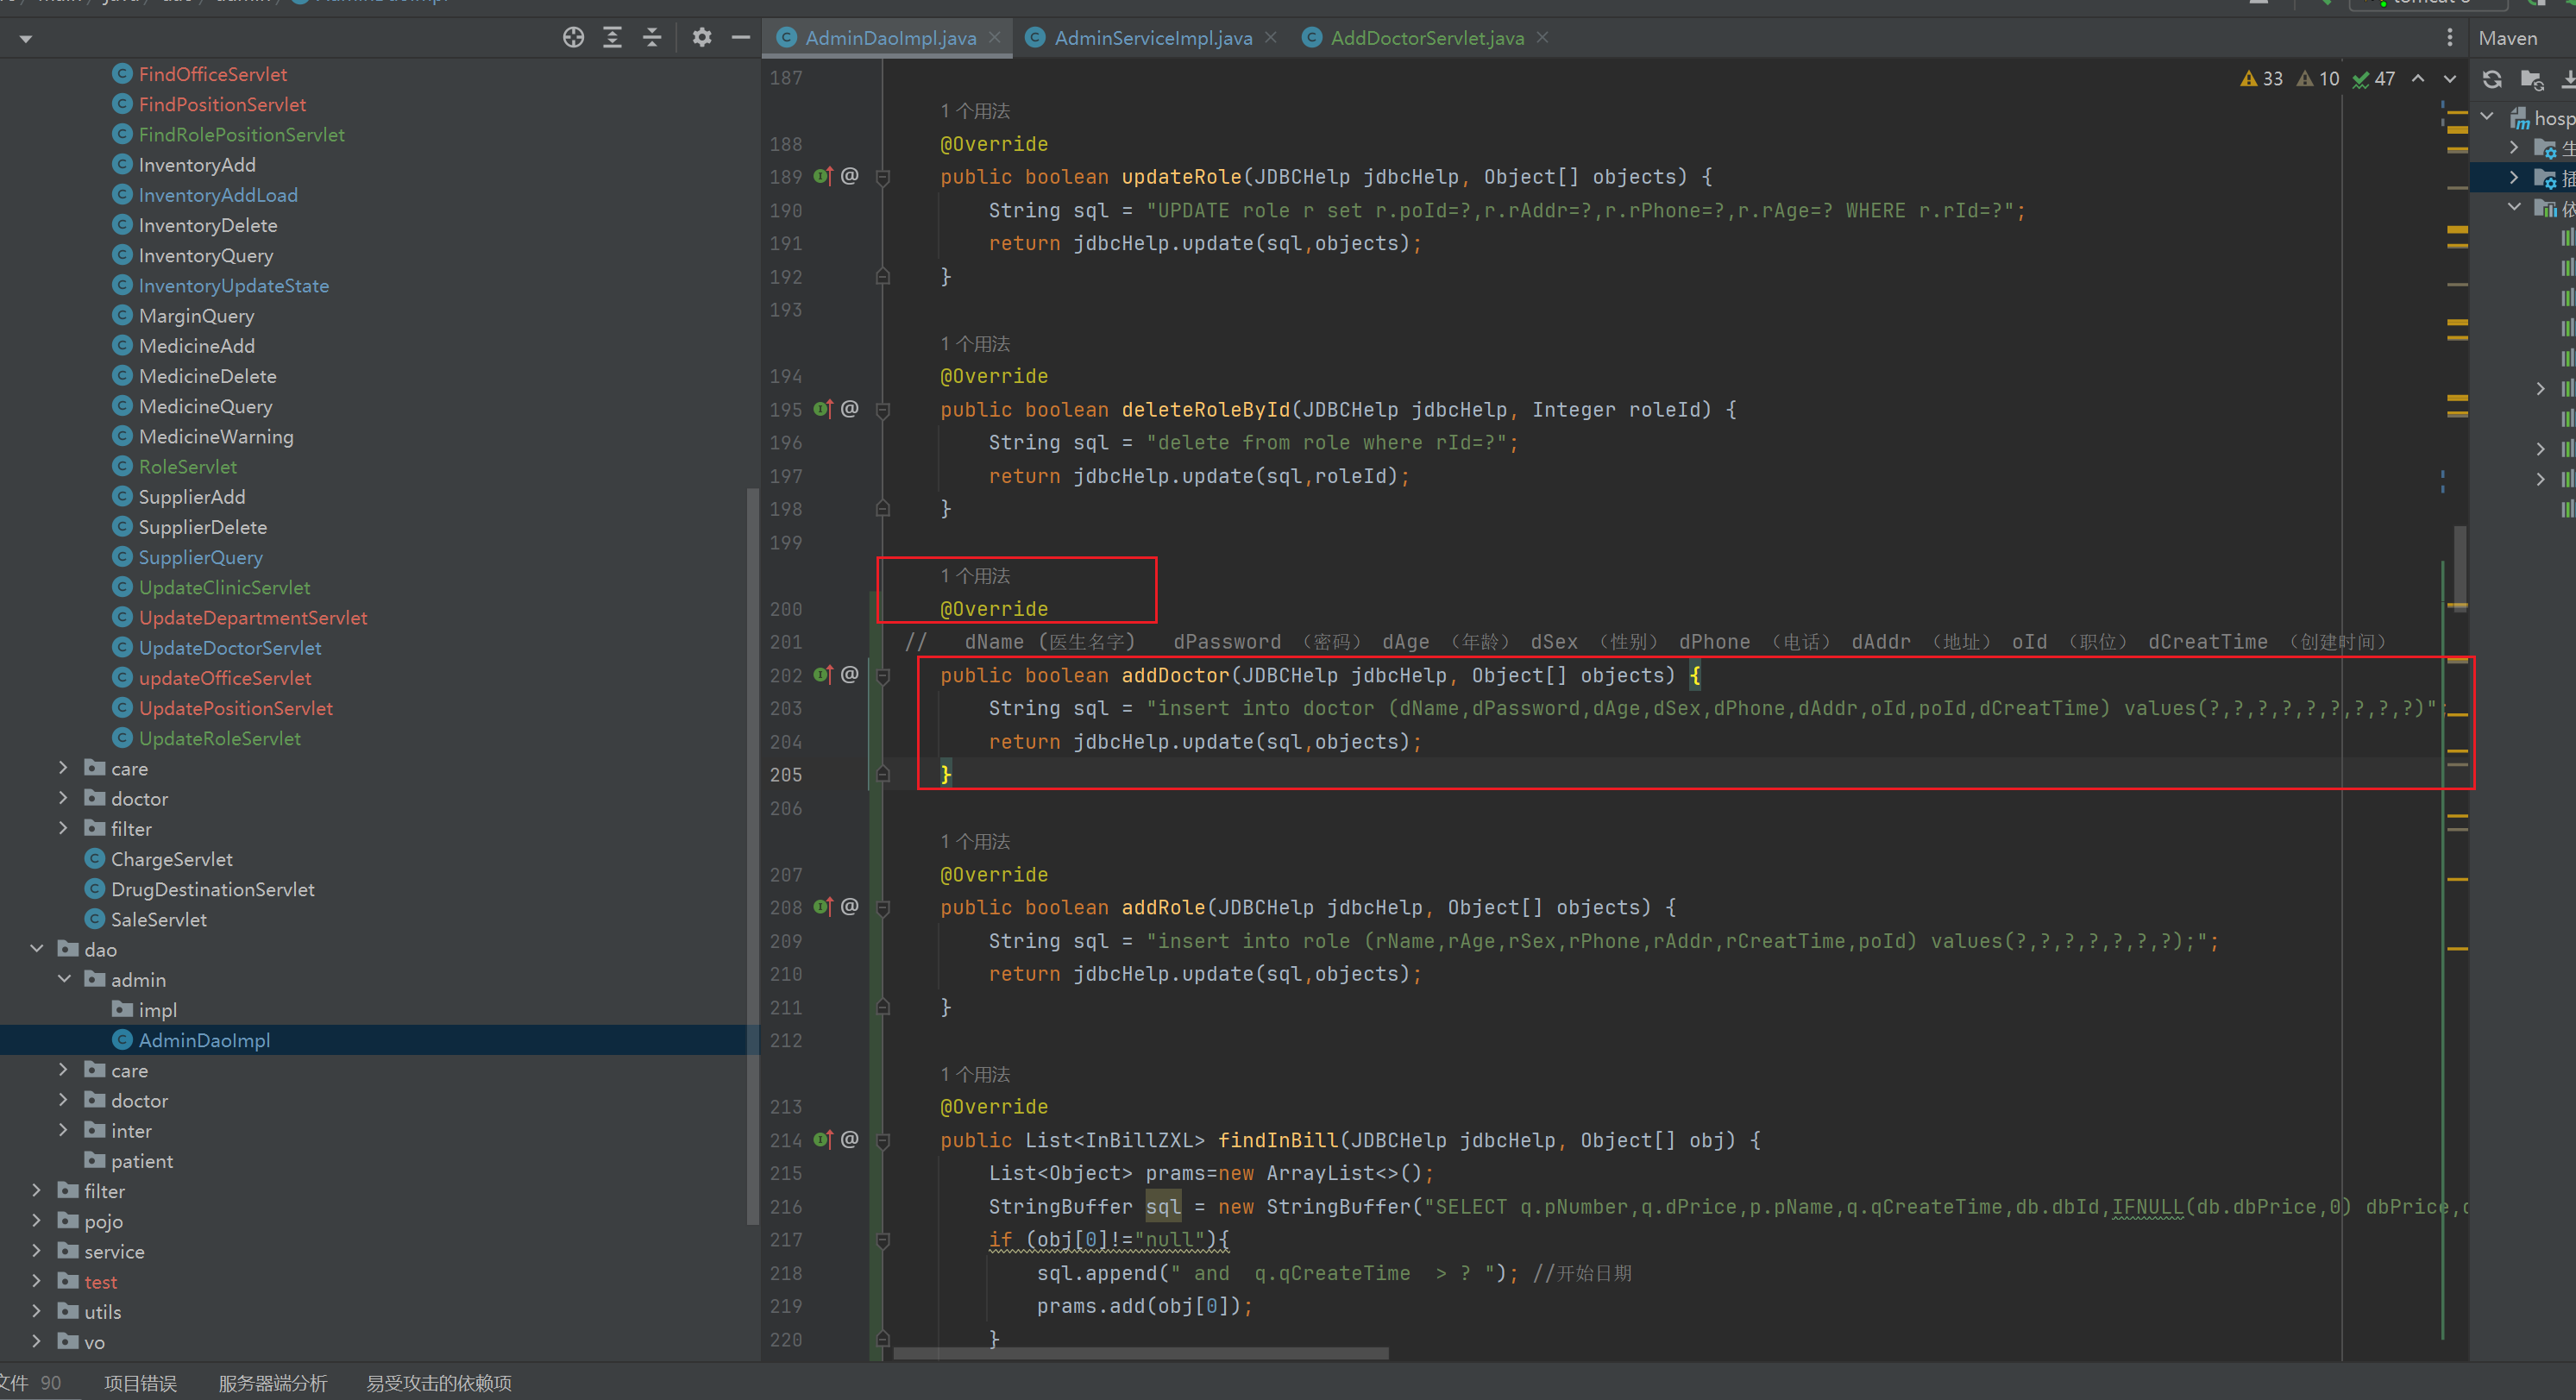 AdminDaoImpl
tomcat
AdminDaoImpl.java
AdminServiceImpl.java
AddDoctorServlet.java
Maven
FindOfficeServlet
FindPositionServlet
FindRolePositionServlet
InventoryAdd
InventoryAddLoad
InventoryDelete
InventoryQuery
InventoryUpdateState
MarginQuery
MedicineAdd
MedicineDelete
MedicineQuery
MedicineWarning
RoleServlet
SupplierAdd
SupplierDelete
SupplierQuery
UpdateClinicServlet
UpdateDepartmentServlet
UpdateDoctorServlet
updateOfficeServlet
UpdatePositionServlet
UpdateRoleServlet
care
doctor
filter
ChargeServlet
DrugDestinationServlet
SaleServlet
dao
admin
impl
AdminDaoImpl
care
doctor
inter
patient
filter
pojo
service
test
utils
vo
33 10 47
187
1 个用法
188 @Override
189 @ public boolean updateRole(JDBCHelp jdbcHelp, Object[] objects) {
190 String sql = "UPDATE role r set r.poId=?,r.rAddr=?,r.rPhone=?,r.rAge=? WHERE r.rId=?";
191 return jdbcHelp.update(sql,objects);
192 }
193
1 个用法
194 @Override
195 @ public boolean deleteRoleById(JDBCHelp jdbcHelp, Integer roleId) {
196 String sql = "delete from role where rId=?";
197 return jdbcHelp.update(sql,roleId);
198 }
199
1 个用法
200 @Override
201 // dName (医生名字) dPassword （密码） dAge （年龄） dSex （性别） dPhone （电话） dAddr （地址） oId （职位） dCreatTime （创建时间）
202 @ public boolean addDoctor(JDBCHelp jdbcHelp, Object[] objects) {
203 String sql = "insert into doctor (dName,dPassword,dAge,dSex,dPhone,dAddr,oId,poId,dCreatTime) values(?,?,?,?,?,?,?,?,?)";
204 return jdbcHelp.update(sql,objects);
205 }
206
1 个用法
207 @Override
208 @ public boolean addRole(JDBCHelp jdbcHelp, Object[] objects) {
209 String sql = "insert into role (rName,rAge,rSex,rPhone,rAddr,rCreatTime,poId) values(?,?,?,?,?,?,?);";
210 return jdbcHelp.update(sql,objects);
211 }
212
1 个用法
213 @Override
214 @ public List<InBillZXL> findInBill(JDBCHelp jdbcHelp, Object[] obj) {
215 List<Object> prams=new ArrayList<>();
216 StringBuffer sql = new StringBuffer("SELECT q.pNumber,q.dPrice,p.pName,q.qCreateTime,db.dbId,IFNULL(db.dbPrice,0) dbPrice,
217 if (obj[0]!="null"){
218 sql.append(" and  q.qCreateTime  > ? "); //开始日期
219 prams.add(obj[0]);
220 }
hosp
生
插
依
文件 90 项目错误 服务器端分析 易受攻击的依赖项